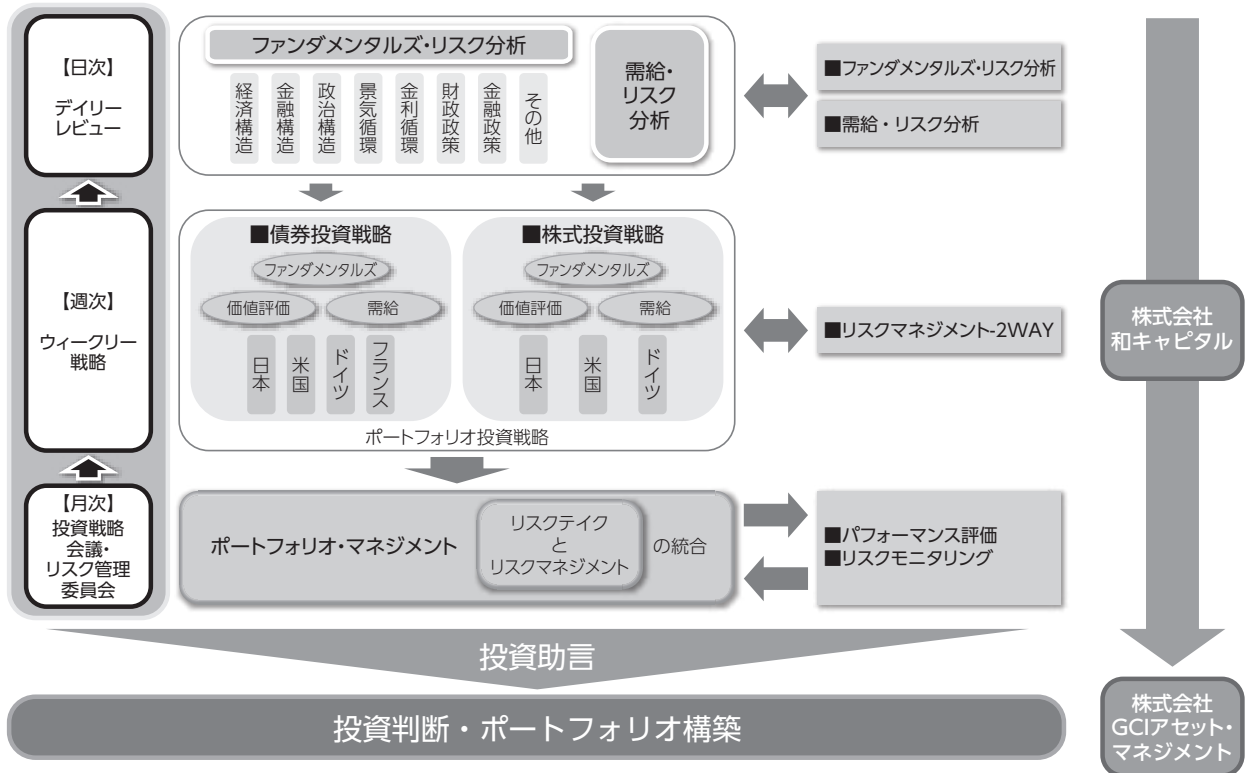 【日次】
デイリー
レビュー
【週次】
ウィークリー
戦略
【月次】
投資戦略
会議・
リスク管理
委員会
ファンダメンタルズ・リスク分析
経済構造
金融構造
政治構造
景気循環
金利循環
財政政策
金融政策
その他
需給・
リスク
分析
■ファンダメンタルズ・リスク分析
■需給・リスク分析
■債券投資戦略
ファンダメンタルズ
価値評価
需給
日本
米国
ドイツ
フランス
■株式投資戦略
ファンダメンタルズ
価値評価
需給
日本
米国
ドイツ
ポートフォリオ投資戦略
■リスクマネジメント-2WAY
ポートフォリオ・マネジメント
リスクテイク
と
リスクマネジメント
の統合
■パフォーマンス評価
■リスクモニタリング
投資助言
投資判断・ポートフォリオ構築
株式会社
和キャピタル
株式会社
GCIアセット・
マネジメント